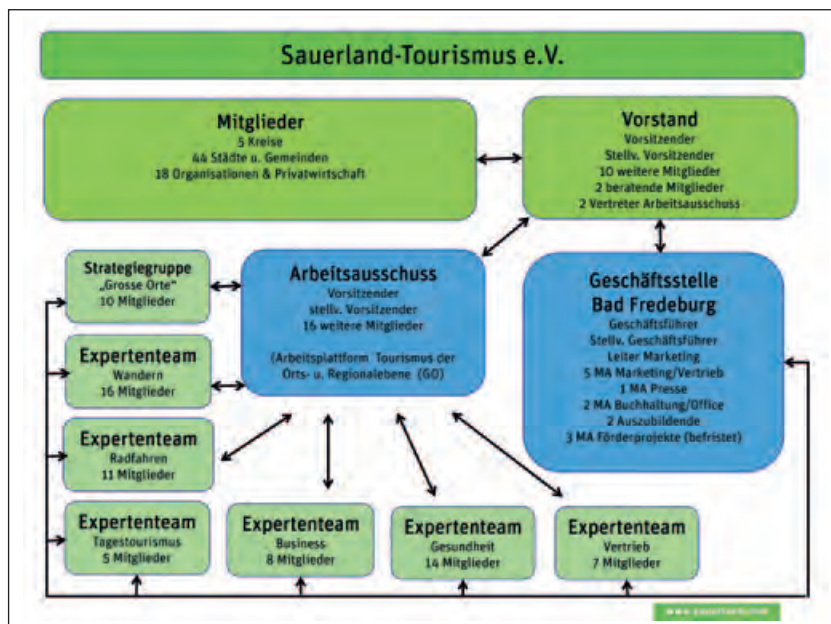 Sauerland-Tourismus e.V.
Mitglieder
5 Kreise
44 Städte u. Gemeinden
18 Organisationen & Privatwirtschaft
Vorstand
Vorsitzender
Stellv. Vorsitzender
10 weitere Mitglieder
2 beratende Mitglieder
2 Vertreter Arbeitsausschuss
Strategiegruppe
„Grosse Orte“
10 Mitglieder
Arbeitsausschuss
Vorsitzender
stellv. Vorsitzender
16 weitere Mitglieder
(Arbeitsplattform Tourismus der
Orts- u. Regionalebene (GO)
Geschäftsstelle
Bad Fredeburg
Geschäftsführer
Stellv. Geschäftsführer
Leiter Marketing
5 MA Marketing/Vertrieb
1 MA Presse
2 MA Buchhaltung/Office
2 Auszubildende
3 MA Förderprojekte (befristet)
Expertenteam
Wandern
16 Mitglieder
Expertenteam
Radfahren
11 Mitglieder
Expertenteam
Tagestourismus
5 Mitglieder
Expertenteam
Business
8 Mitglieder
Expertenteam
Gesundheit
14 Mitglieder
Expertenteam
Vertrieb
7 Mitglieder